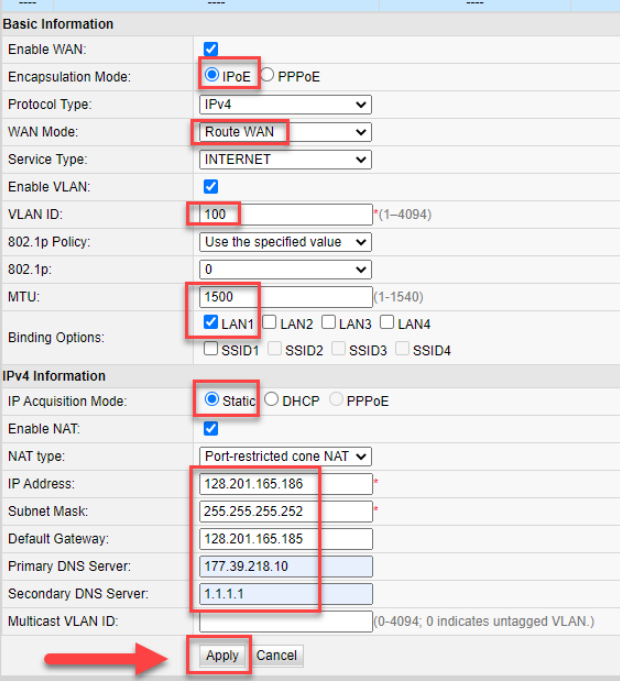 ---- ---- ----
Basic Information
Enable WAN:
Encapsulation Mode: IPoE PPPoE
Protocol Type: IPv4
WAN Mode: Route WAN
Service Type: INTERNET
Enable VLAN:
VLAN ID: 100 *(1–4094)
802.1p Policy: Use the specified value
802.1p: 0
MTU: 1500 (1-1540)
Binding Options: LAN1 LAN2 LAN3 LAN4
SSID1 SSID2 SSID3 SSID4
IPv4 Information
IP Acquisition Mode: Static DHCP PPPoE
Enable NAT:
NAT type: Port-restricted cone NAT
IP Address: 128.201.165.186 *
Subnet Mask: 255.255.255.252 *
Default Gateway: 128.201.165.185
Primary DNS Server: 177.39.218.10
Secondary DNS Server: 1.1.1.1
Multicast VLAN ID: (0-4094; 0 indicates untagged VLAN.)
Apply Cancel